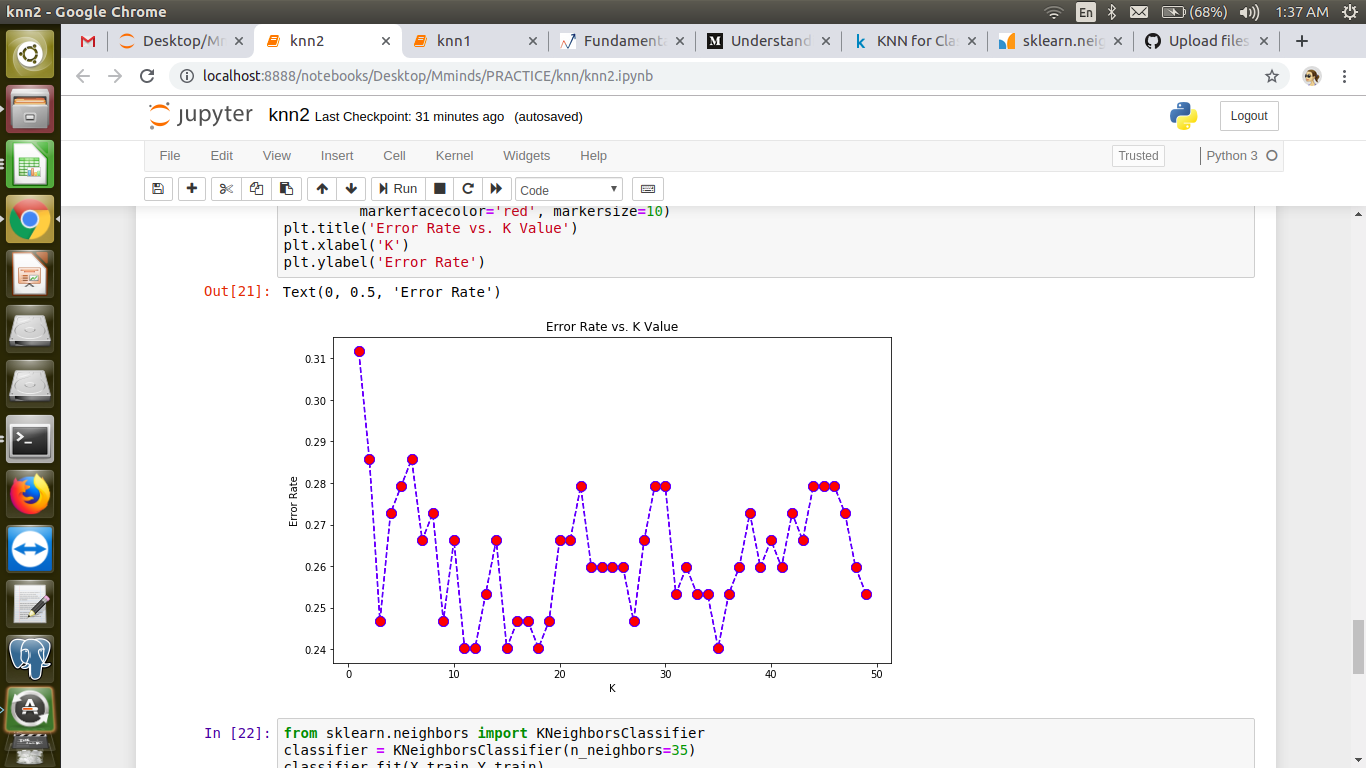 knn2 - Google Chrome
En
(68%)
1:37 AM
Desktop/Mr
knn2
knn1
Fundament
Understand
KNN for Cla
sklearn.neig
Upload files
localhost:8888/notebooks/Desktop/Mminds/PRACTICE/knn/knn2.ipynb
jupyter
knn2 Last Checkpoint: 31 minutes ago (autosaved)
Logout
File Edit View Insert Cell Kernel Widgets Help
Trusted
Python 3
Run
Code
markerfacecolor='red', markersize=10)
plt.title('Error Rate vs. K Value')
plt.xlabel('K')
plt.ylabel('Error Rate')
Out[21]: Text(0, 0.5, 'Error Rate')
Error Rate vs. K Value
0.31
0.30
0.29
0.28
0.27
0.26
0.25
0.24
Error Rate
0 10 20 30 40 50
K
In [22]: from sklearn.neighbors import KNeighborsClassifier
classifier = KNeighborsClassifier(n_neighbors=35)
classifier.fit(X_train,Y_train)